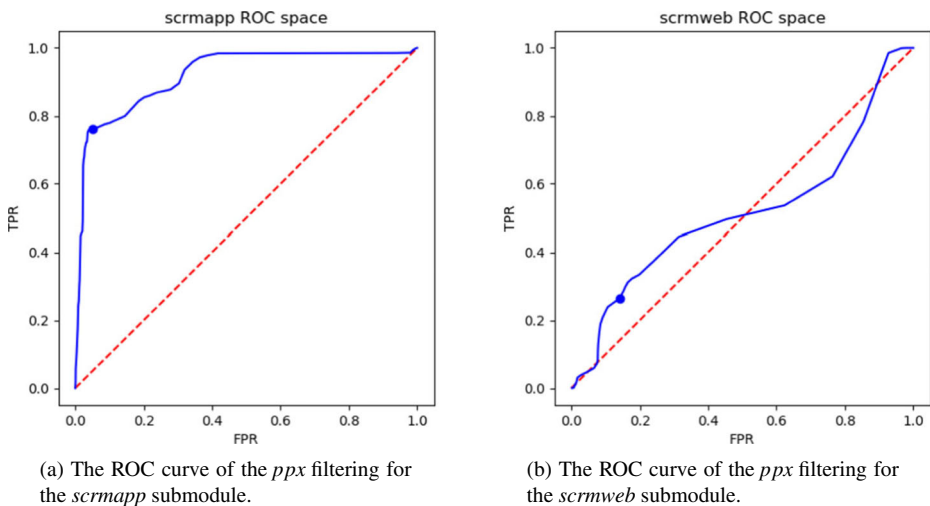 scrmapp ROC space
1.0
0.8
0.6
0.4
0.2
0.0
TPR
0.0 0.2 0.4 0.6 0.8 1.0
FPR
(a) The ROC curve of the ppx filtering for
the scrmapp submodule.
scrmweb ROC space
1.0
0.8
0.6
0.4
0.2
0.0
TPR
0.0 0.2 0.4 0.6 0.8 1.0
FPR
(b) The ROC curve of the ppx filtering for
the scrmweb submodule.